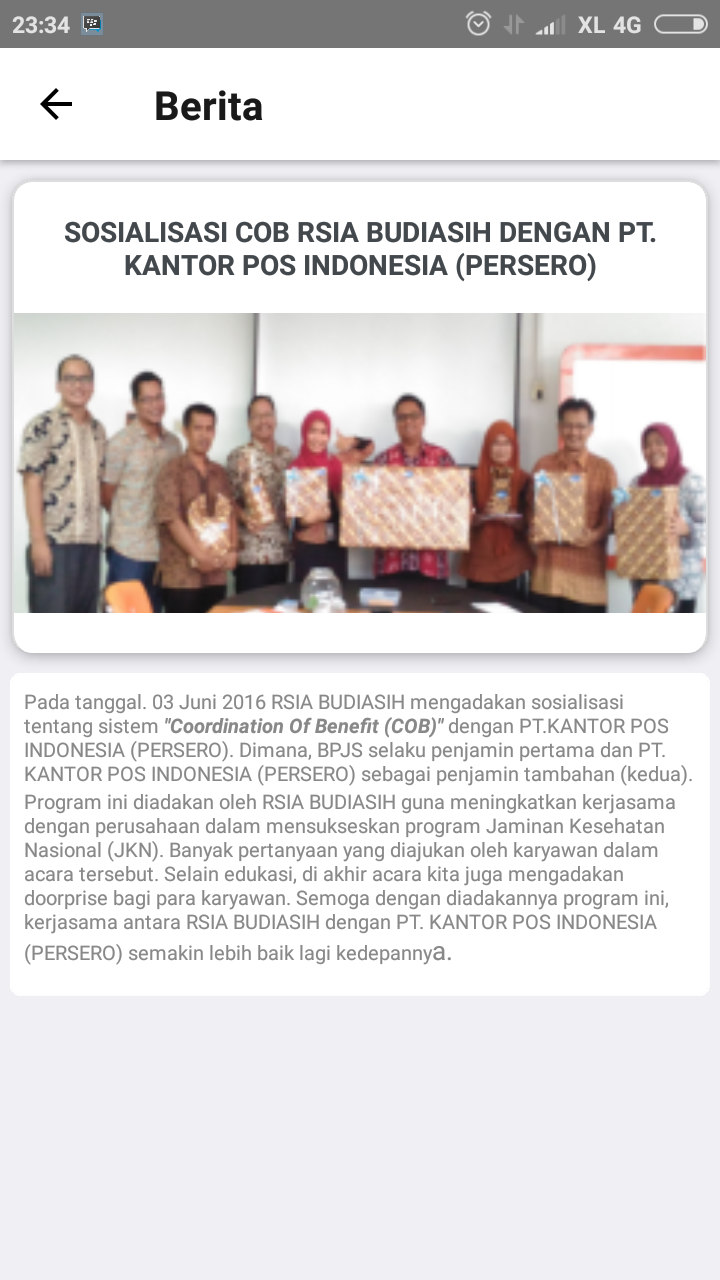 23:34
XL 4G
Berita
SOSIALISASI COB RSIA BUDIASIH DENGAN PT.
KANTOR POS INDONESIA (PERSERO)
Pada tanggal. 03 Juni 2016 RSIA BUDIASIH mengadakan sosialisasi
tentang sistem "Coordination Of Benefit (COB)" dengan PT.KANTOR POS
INDONESIA (PERSERO). Dimana, BPJS selaku penjamin pertama dan PT.
KANTOR POS INDONESIA (PERSERO) sebagai penjamin tambahan (kedua).
Program ini diadakan oleh RSIA BUDIASIH guna meningkatkan kerjasama
dengan perusahaan dalam mensukseskan program Jaminan Kesehatan
Nasional (JKN). Banyak pertanyaan yang diajukan oleh karyawan dalam
acara tersebut. Selain edukasi, di akhir acara kita juga mengadakan
doorprise bagi para karyawan. Semoga dengan diadakannya program ini,
kerjasama antara RSIA BUDIASIH dengan PT. KANTOR POS INDONESIA
(PERSERO) semakin lebih baik lagi kedepannya.